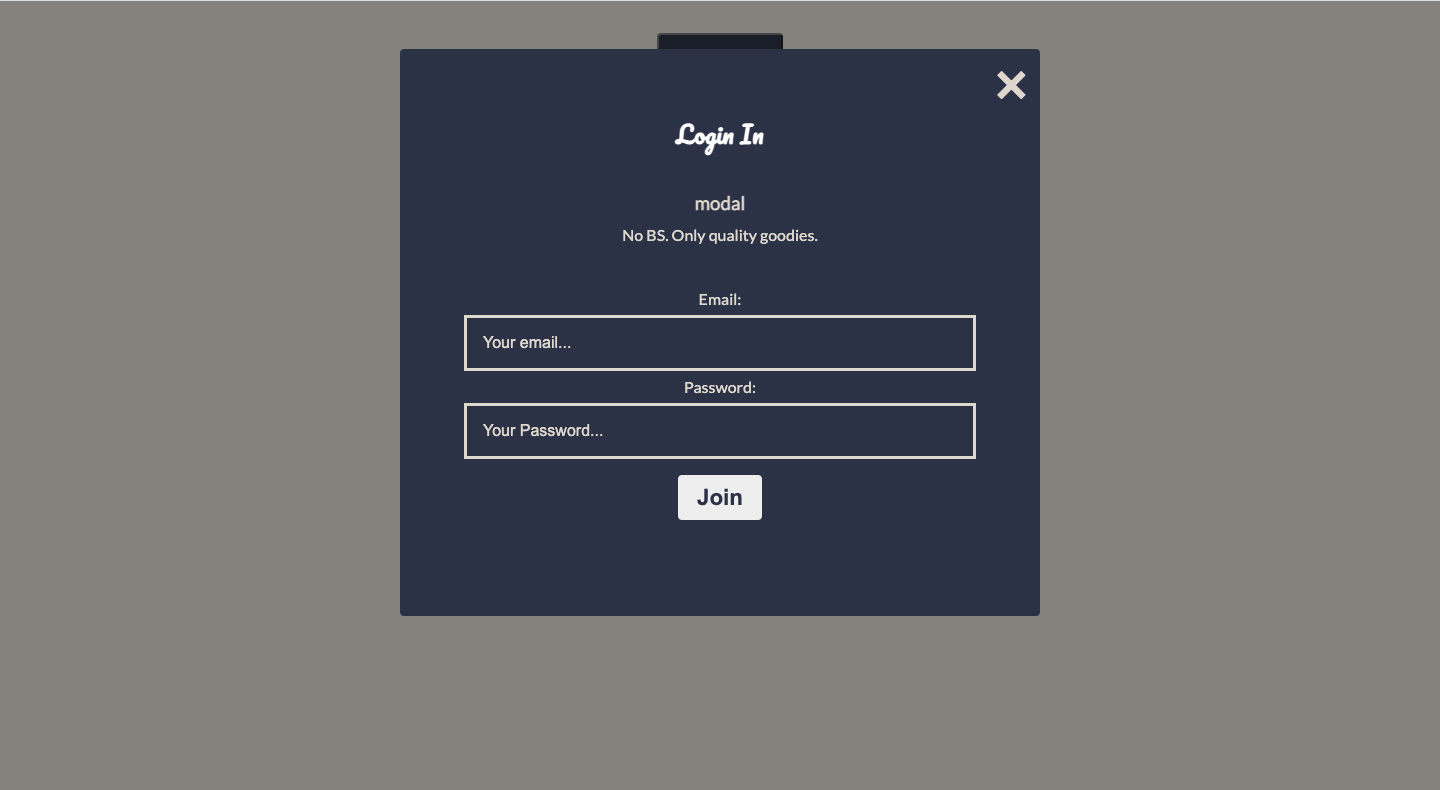 Login In
modal
No BS. Only quality goodies.
Email:
Your email...
Password:
Your Password...
Join